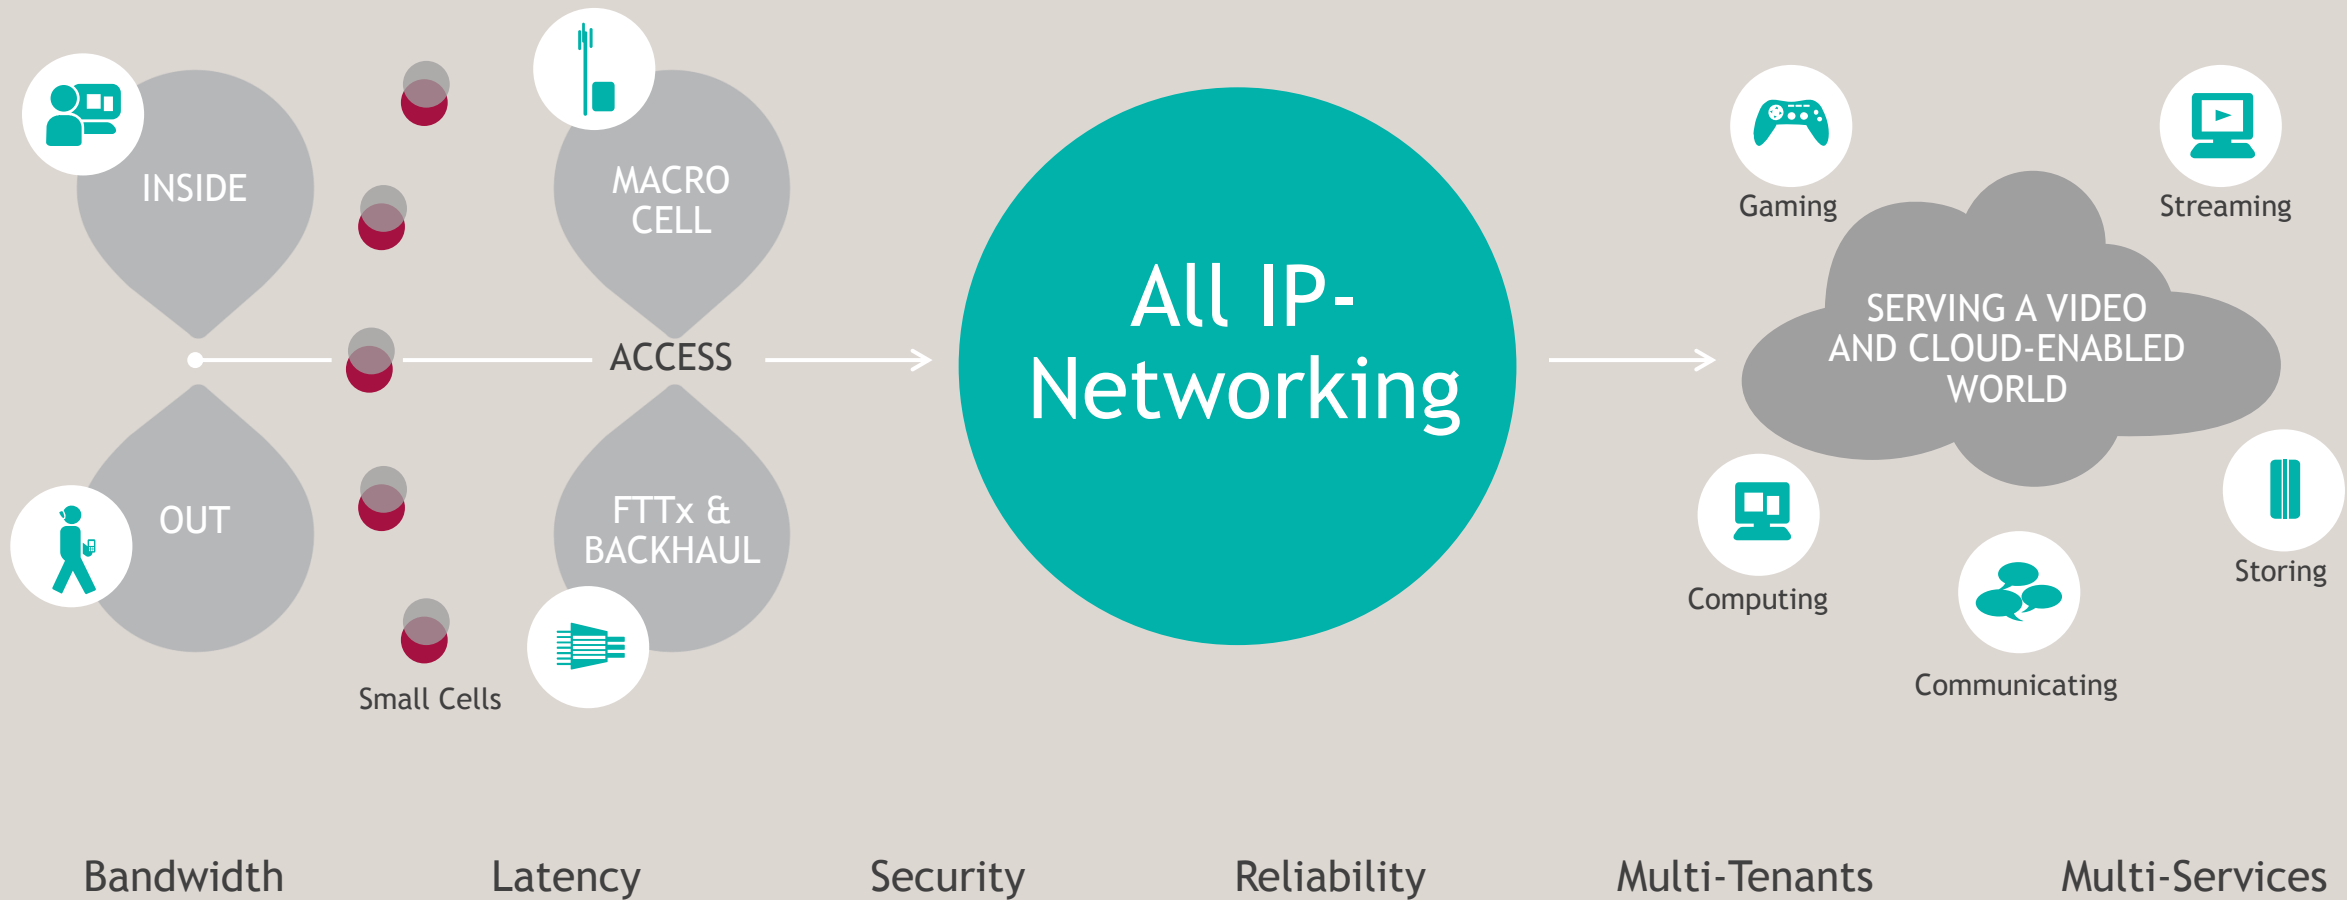 INSIDE
OUT
Small Cells
MACRO
CELL
ACCESS
FTTx &
BACKHAUL
All IP-
Networking
Gaming
Streaming
SERVING A VIDEO
AND CLOUD-ENABLED
WORLD
Computing
Communicating
Storing
Bandwidth
Latency
Security
Reliability
Multi-Tenants
Multi-Services